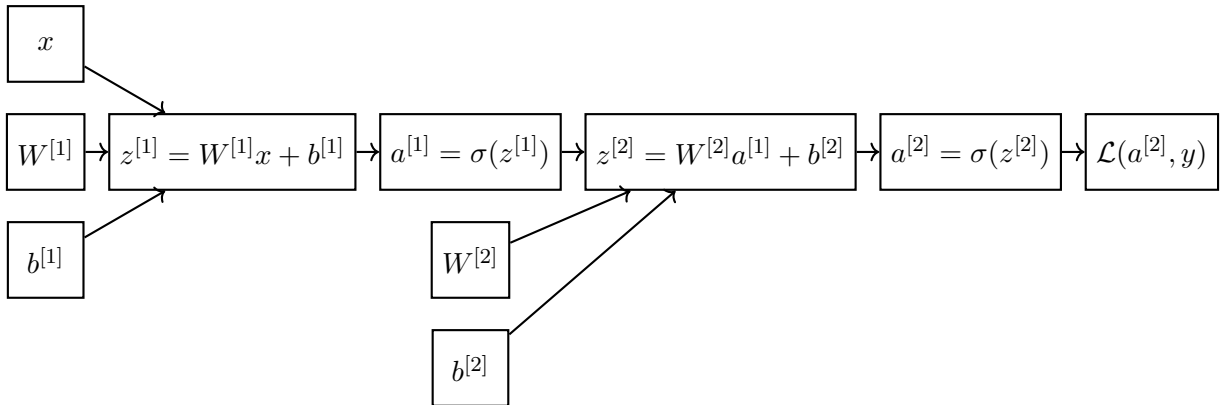 x
W^{[1]} z^{[1]} = W^{[1]}x + b^{[1]} a^{[1]} = σ(z^{[1]}) z^{[2]} = W^{[2]}a^{[1]} + b^{[2]} a^{[2]} = σ(z^{[2]}) ℒ(a^{[2]}, y)
b^{[1]} W^{[2]}
b^{[2]}